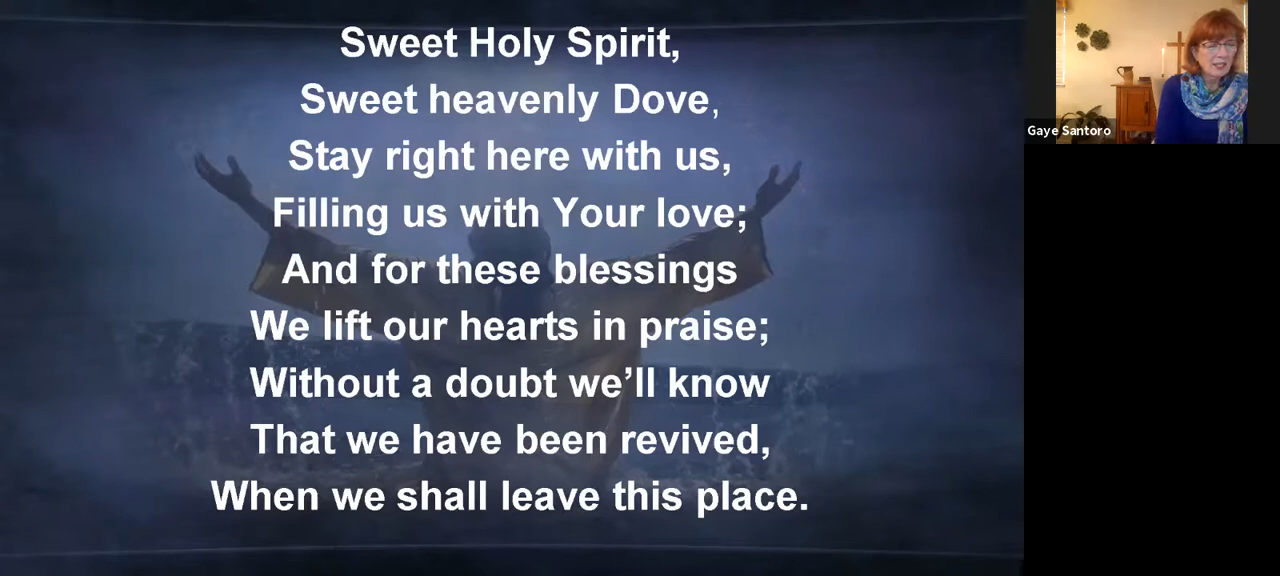 Sweet Holy Spirit,
Sweet heavenly Dove,
Stay right here with us,
Filling us with Your love;
And for these blessings
We lift our hearts in praise;
Without a doubt we’ll know
That we have been revived,
When we shall leave this place.
Gaye Santoro